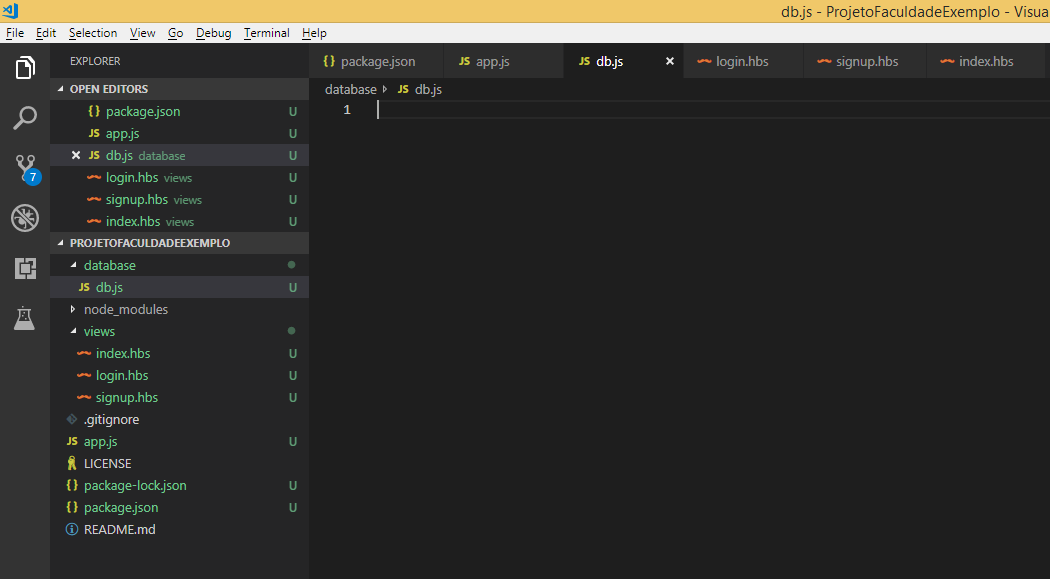 db.js - ProjetoFaculdadeExemplo - Visua
File Edit Selection View Go Debug Terminal Help
EXPLORER
OPEN EDITORS
{} package.json U
JS app.js U
JS db.js database U
login.hbs views U
signup.hbs views U
index.hbs views U
PROJETOFACULDADEEXEMPLO
database
JS db.js U
node_modules
views
index.hbs U
login.hbs U
signup.hbs U
.gitignore
JS app.js U
LICENSE
{} package-lock.json U
{} package.json U
README.md
7
{} package.json JS app.js JS db.js login.hbs signup.hbs index.hbs
database JS db.js
1